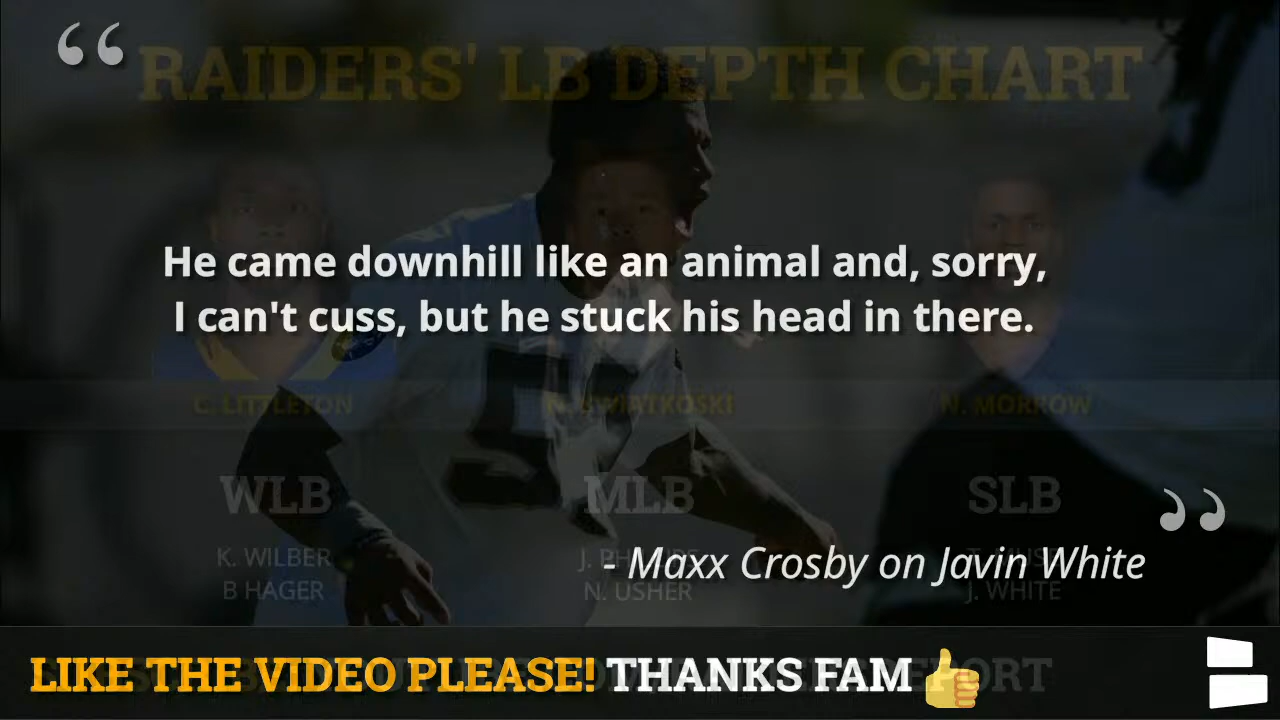 RAIDERS' LB DEPTH CHART
He came downhill like an animal and, sorry,
I can't cuss, but he stuck his head in there.
C. LITTLETON N. KWIATKOSKI N. MORROW
WLB MLB SLB
K. WILBER J.
B HAGER N. USHER J. WHITE
- Maxx Crosby on Javin White
LIKE THE VIDEO PLEASE! THANKS FAM 👍